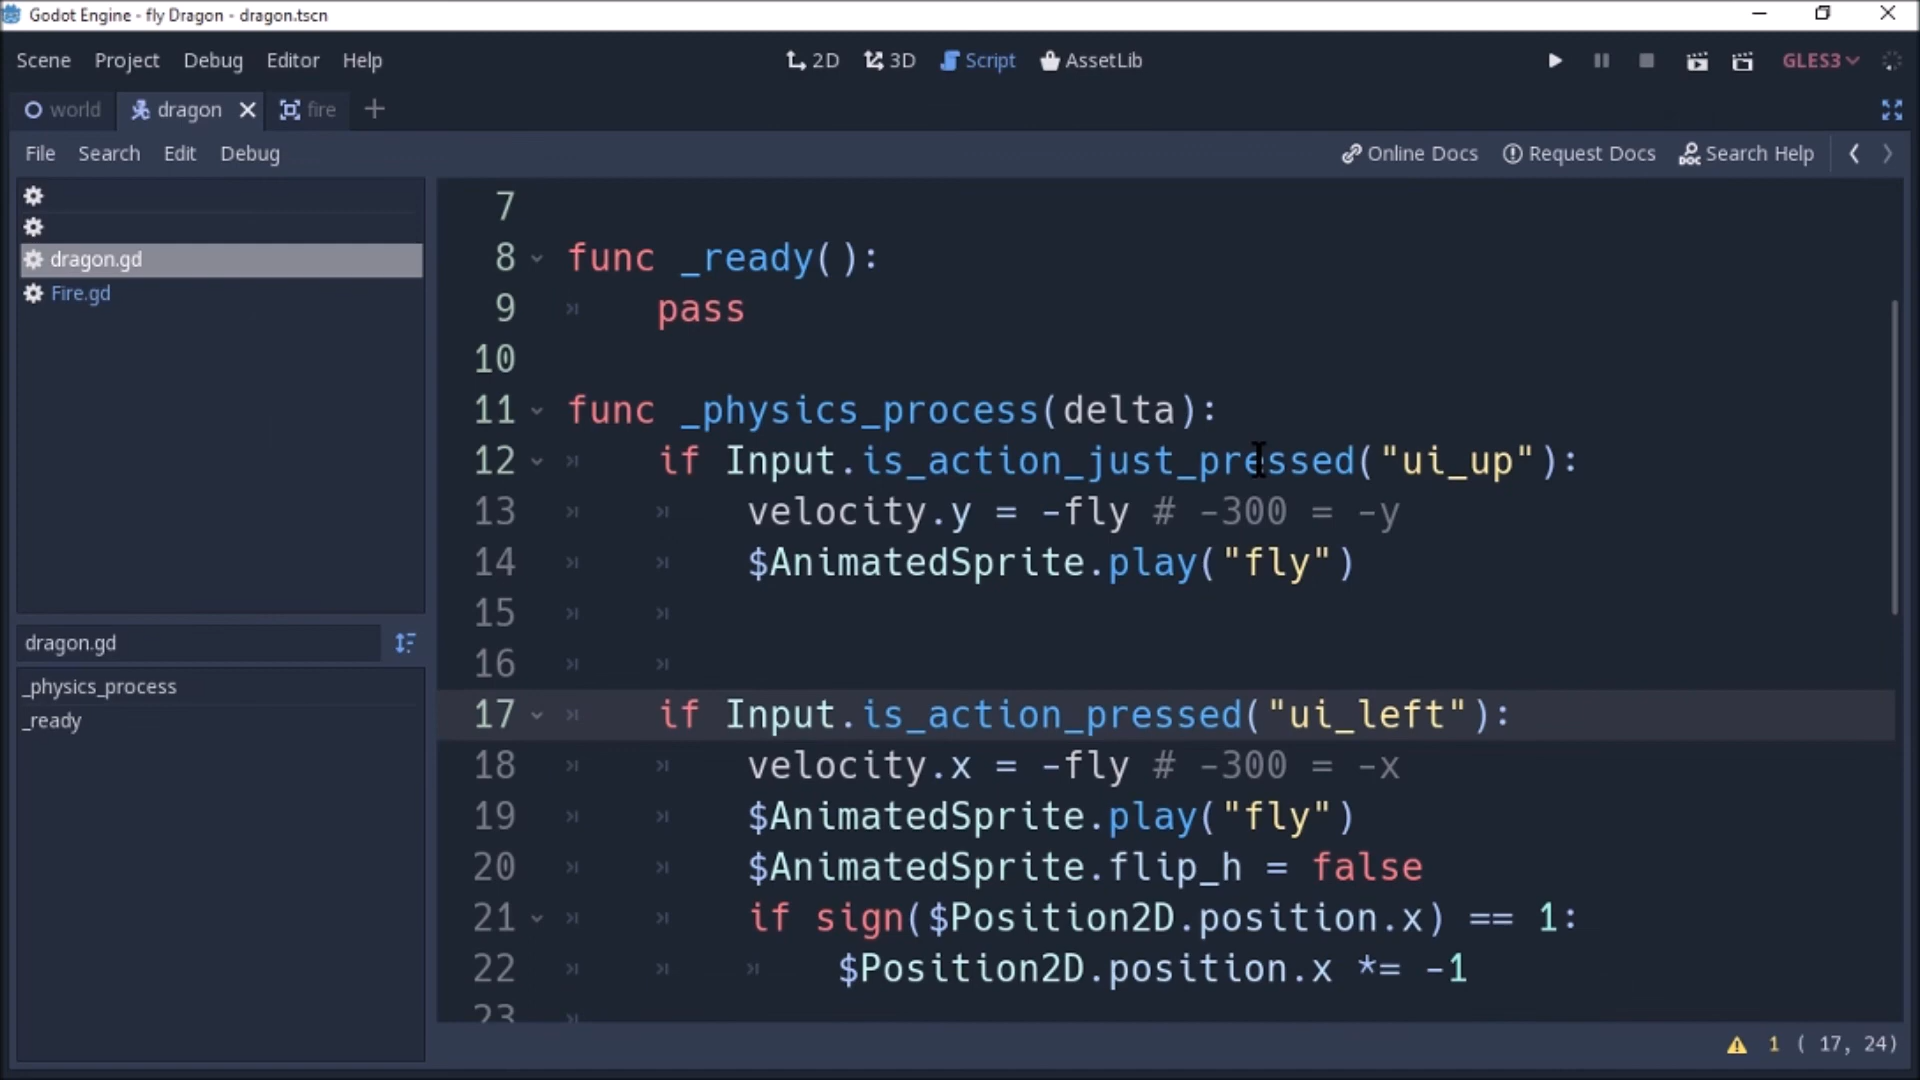 Godot Engine - fly Dragon - dragon.tscn
Scene Project Debug Editor Help 2D 3D Script AssetLib GLES3
world dragon fire
File Search Edit Debug Online Docs Request Docs Search Help
dragon.gd
Fire.gd
dragon.gd
_physics_process
_ready
7
8 func _ready():
9 pass
10
11 func _physics_process(delta):
12 if Input.is_action_just_pressed("ui_up"):
13 velocity.y = -fly # -300 = -y
14 $AnimatedSprite.play("fly")
15
16
17 if Input.is_action_pressed("ui_left"):
18 velocity.x = -fly # -300 = -x
19 $AnimatedSprite.play("fly")
20 $AnimatedSprite.flip_h = false
21 if sign($Position2D.position.x) == 1:
22 $Position2D.position.x *= -1
23
1 ( 17, 24)